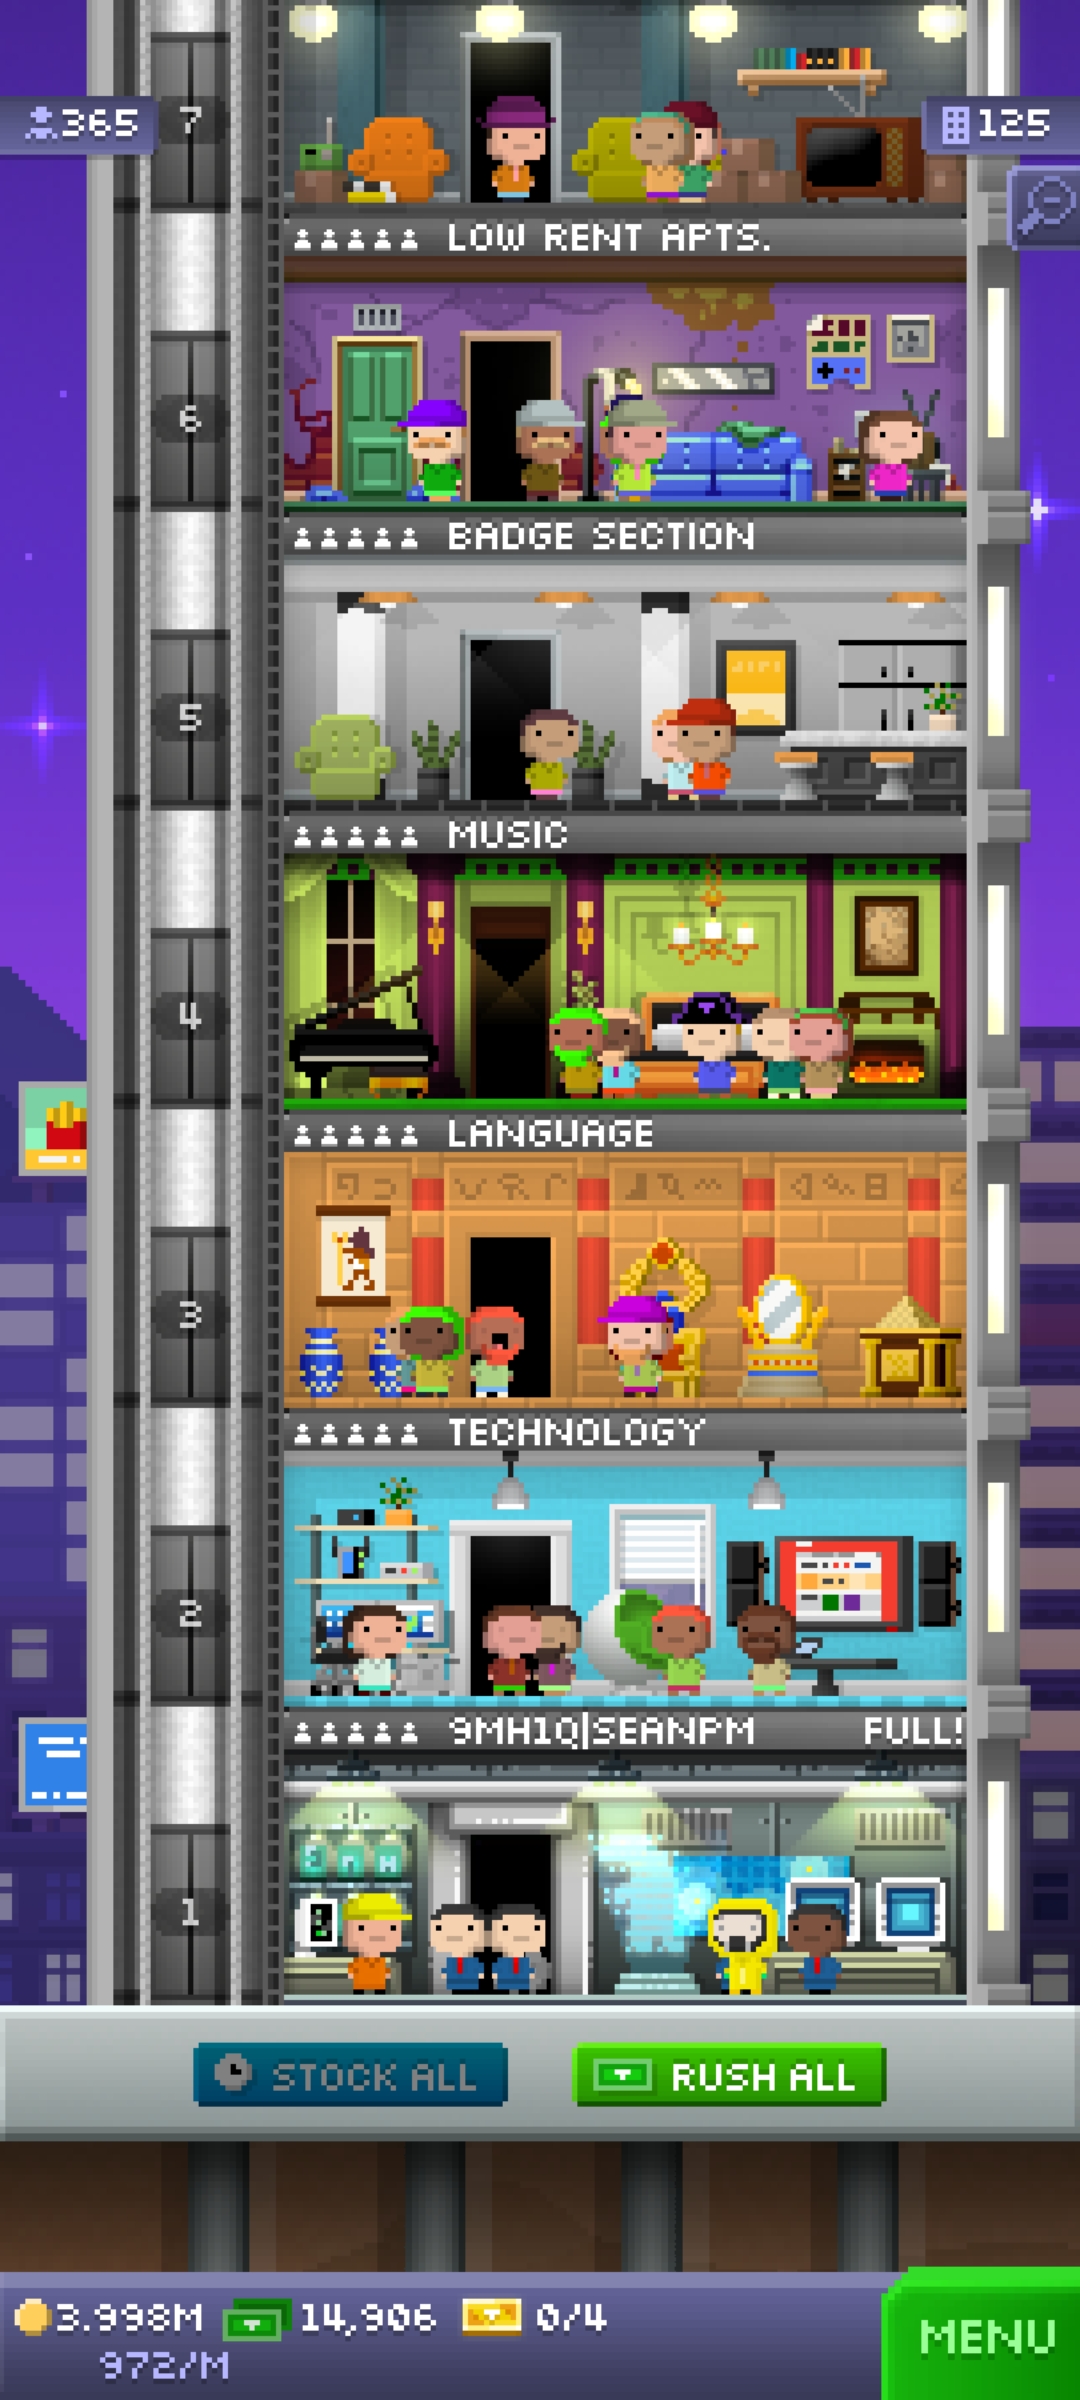 365
7
125
LOW RENT APTS.
6
BADGE SECTION
5
MUSIC
4
LANGUAGE
3
TECHNOLOGY
2
9MH1Q|SEANPM FULL!
1
STOCK ALL
RUSH ALL
3.998M 14,906 0/4
972/M
MENU